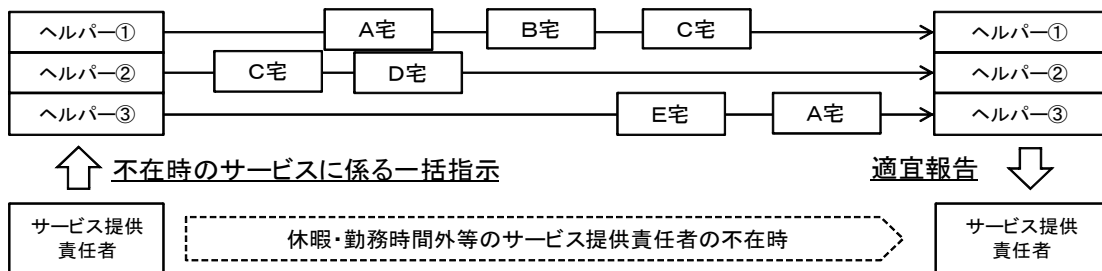 ヘルパー① A宅 B宅 C宅 ヘルパー①
ヘルパー② C宅 D宅 ヘルパー②
ヘルパー③ E宅 A宅 ヘルパー③
不在時のサービスに係る一括指示 適宜報告
サービス提供
責任者
休暇・勤務時間外等のサービス提供責任者の不在時
サービス提供
責任者